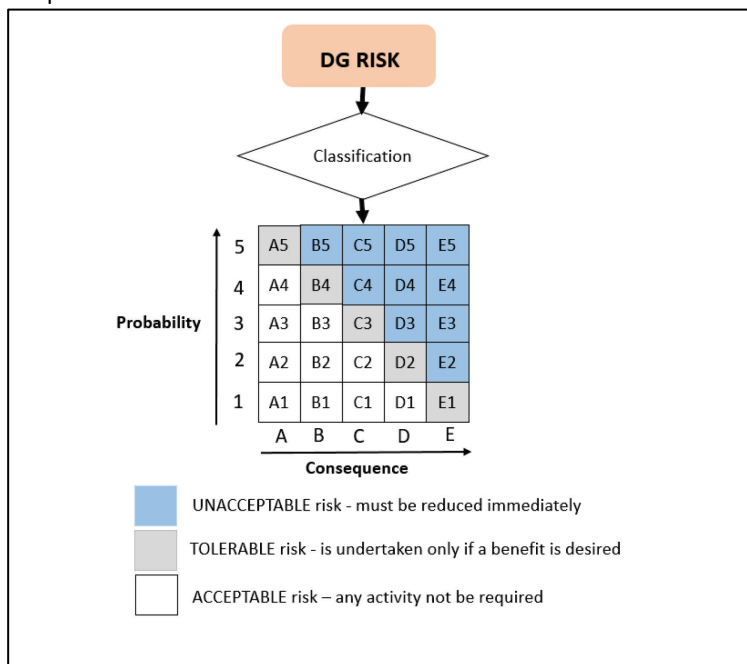 DG RISK
Classification
5 A5 B5 C5 D5 E5
4 A4 B4 C4 D4 E4
Probability
3 A3 B3 C3 D3 E3
2 A2 B2 C2 D2 E2
1 A1 B1 C1 D1 E1
A B C D E
Consequence
UNACCEPTABLE risk - must be reduced immediately
TOLERABLE risk - is undertaken only if a benefit is desired
ACCEPTABLE risk – any activity not be required